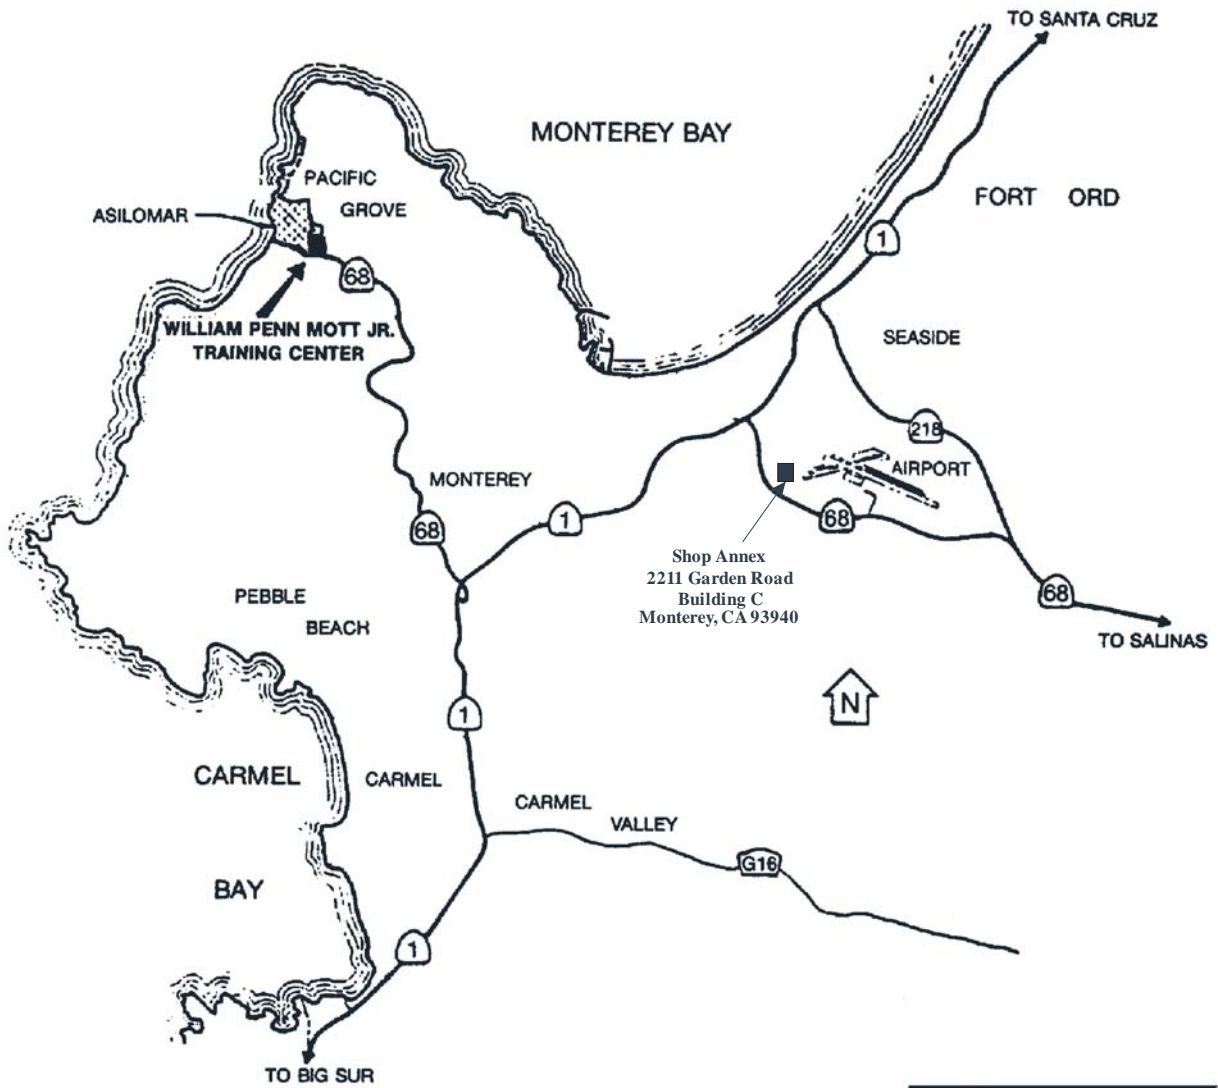 TO SANTA CRUZ
MONTEREY BAY
PACIFIC
GROVE
FORT ORD
ASILOMAR
1
68
WILLIAM PENN MOTT JR.
TRAINING CENTER
SEASIDE
218
AIRPORT
MONTEREY
68
1
68
Shop Annex
2211 Garden Road
Building C
Monterey, CA 93940
68
TO SALINAS
PEBBLE
BEACH
N
1
CARMEL
BAY
CARMEL
CARMEL
VALLEY
G16
1
TO BIG SUR